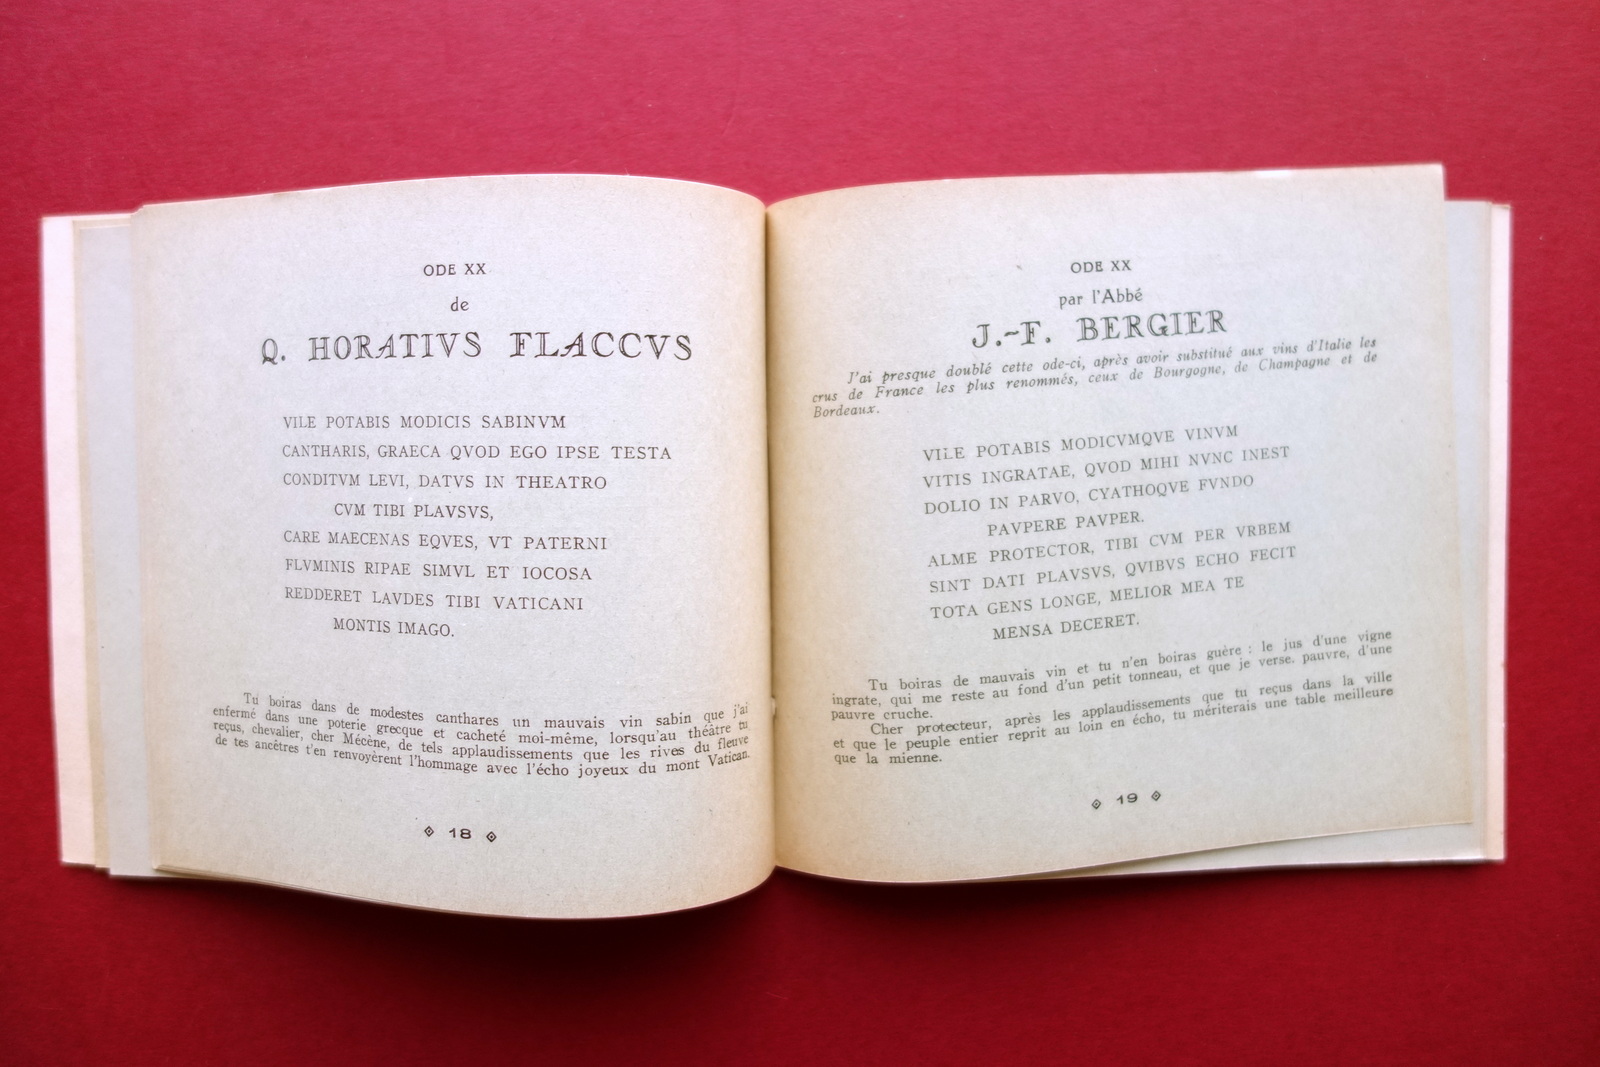 ODE XX
de
Q. HORATIVS FLACCVS
VILE POTABIS MODICIS SABINVM
CANTHARIS, GRAECA QVOD EGO IPSE TESTA
CONDITVM LEVI, DATVS IN THEATRO
CVM TIBI PLAVSVS,
CARE MAECENAS EQVES, VT PATERNI
FLVMINIS RIPAE SIMVL ET IOCOSA
REDDERET LAVDES TIBI VATICANI
MONTIS IMAGO.
Tu boiras dans de modestes canthares un mauvais vin sabin que j'ai
enfermé dans une poterie grecque et cacheté moi-même, lorsqu'au théâtre tu
reçus, chevalier, cher Mécène, de tels applaudissements que les rives du fleuve
de tes ancêtres t'en renvoyèrent l'hommage avec l'écho joyeux du mont Vatican.
18
ODE XX
par l'Abbé
J.-F. BERGIER
J'ai presque doublé cette ode-ci, après avoir substitué aux vins d'Italie les
crus de France les plus renommés, ceux de Bourgogne, de Champagne et de
Bordeaux.
VILE POTABIS MODICVMQVE VINVM
VITIS INGRATAE, QVOD MIHI NVNC INEST
DOLIO IN PARVO, CYATHOQVE FVNDO
PAVPERE PAVPER.
ALME PROTECTOR, TIBI CVM PER VRBEM
SINT DATI PLAVSVS, QVIBVS ECHO FECIT
TOTA GENS LONGE, MELIOR MEA TE
MENSA DECERET.
Tu boiras de mauvais vin et tu n'en boiras guère : le jus d'une vigne
ingrate, qui me reste au fond d'un petit tonneau, et que je verse. pauvre, d'une
pauvre cruche.
Cher protecteur, après les applaudissements que tu reçus dans la ville
et que le peuple entier reprit au loin en écho, tu mériterais une table meilleure
que la mienne.
19